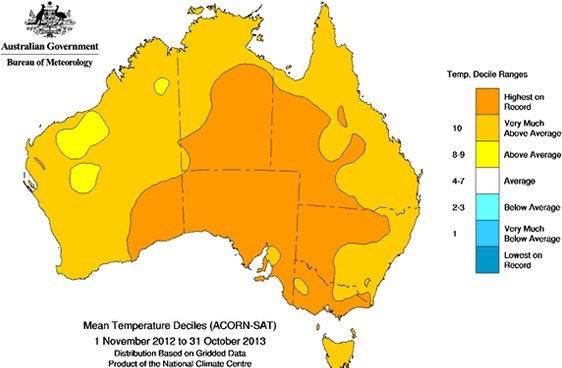 Australian Government
Bureau of Meteorology
Temp. Decile Ranges
Highest on
Record
10
Very Much
Above Average
8-9
Above Average
4-7
Average
2-3
Below Average
1
Very Much
Below Average
Lowest on
Record
Mean Temperature Deciles (ACORN-SAT)
1 November 2012 to 31 October 2013
Distribution Based on Gridded Data
Product of the National Climate Centre